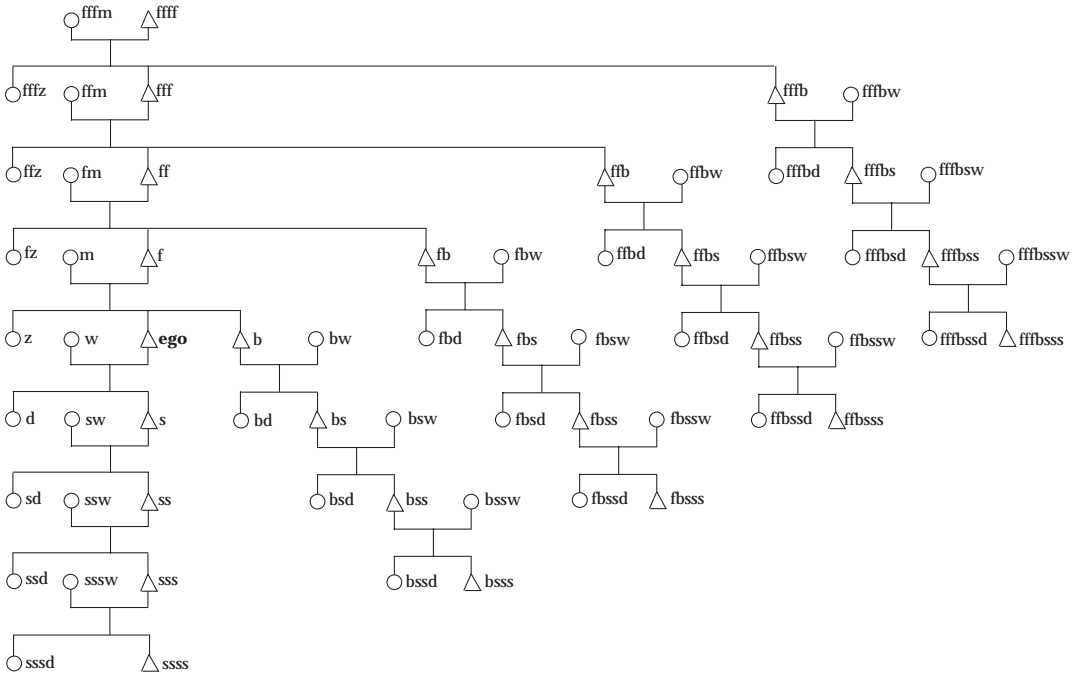 fffm ffff
fffz ffm fff fffb fffbw
ffz fm ff ffb ffbw fffbd fffbs fffbsw
fz m f fb fbw ffbd ffbs ffbsw fffbsd fffbss fffbssw
z w ego b bw fbd fbs fbsw ffbsd ffbss ffbssw fffbssd fffbsss
d sw s bd bs bsw fbsd fbss fbssw ffbssd ffbsss
sd ssw ss bsd bss bssw fbssd fbsss
ssd sssw sss bssd bsss
sssd ssss